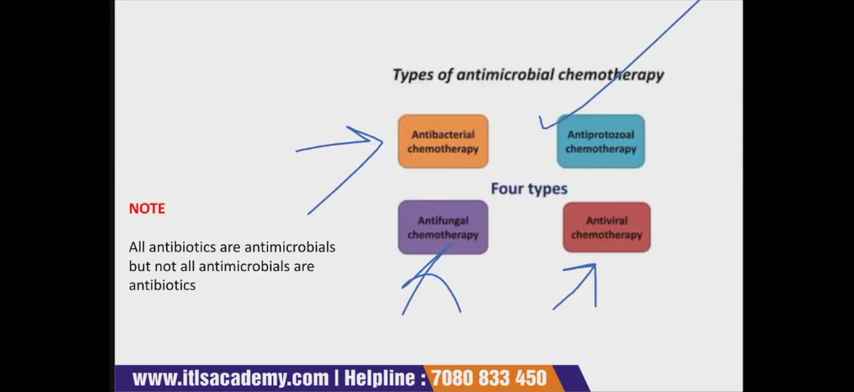 Types of antimicrobial chemotherapy
Antibacterial
chemotherapy
Antiprotozoal
chemotherapy
Four types
Antifungal
chemotherapy
Antiviral
chemotherapy
NOTE
All antibiotics are antimicrobials
but not all antimicrobials are
antibiotics
www.itlsacademy.com | Helpline : 7080 833 450